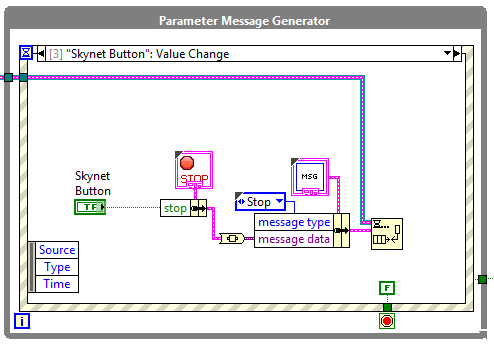 Parameter Message Generator
[3] "Skynet Button": Value Change
STOP
MSG
Skynet
Button
TF
stop
Stop
message type
message data
Source
Type
Time
F
i